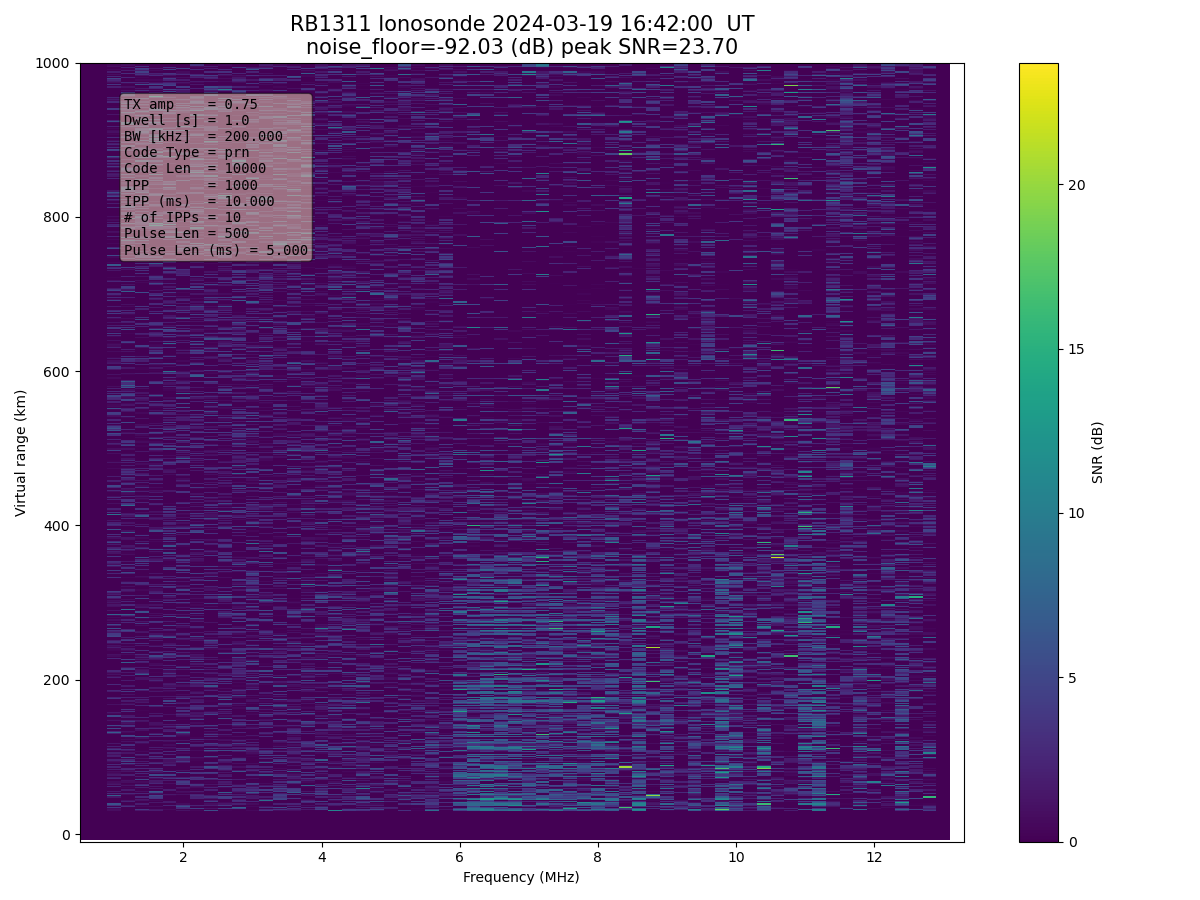 RB1311 Ionosonde 2024-03-19 16:42:00  UT
noise_floor=-92.03 (dB) peak SNR=23.70
TX amp    = 0.75
Dwell [s] = 1.0
BW [kHz]  = 200.000
Code Type = prn
Code Len  = 10000
IPP       = 1000
IPP (ms)  = 10.000
# of IPPs = 10
Pulse Len = 500
Pulse Len (ms) = 5.000
1000
800
600
400
200
0
Virtual range (km)
2 4 6 8 10 12
Frequency (MHz)
20
15
10
5
0
SNR (dB)